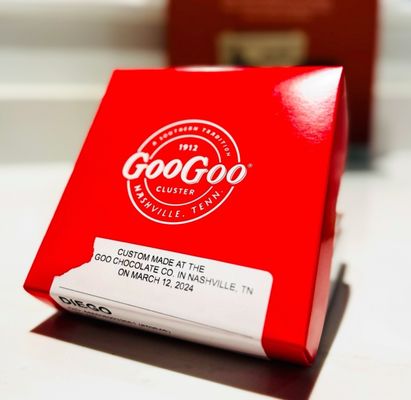 A SOUTHERN TRADITION
1912
GooGoo®
CLUSTER
NASHVILLE, TENN.
CUSTOM MADE AT THE
GOO CHOCOLATE CO. IN NASHVILLE, TN
ON MARCH 12, 2024
DIEGO